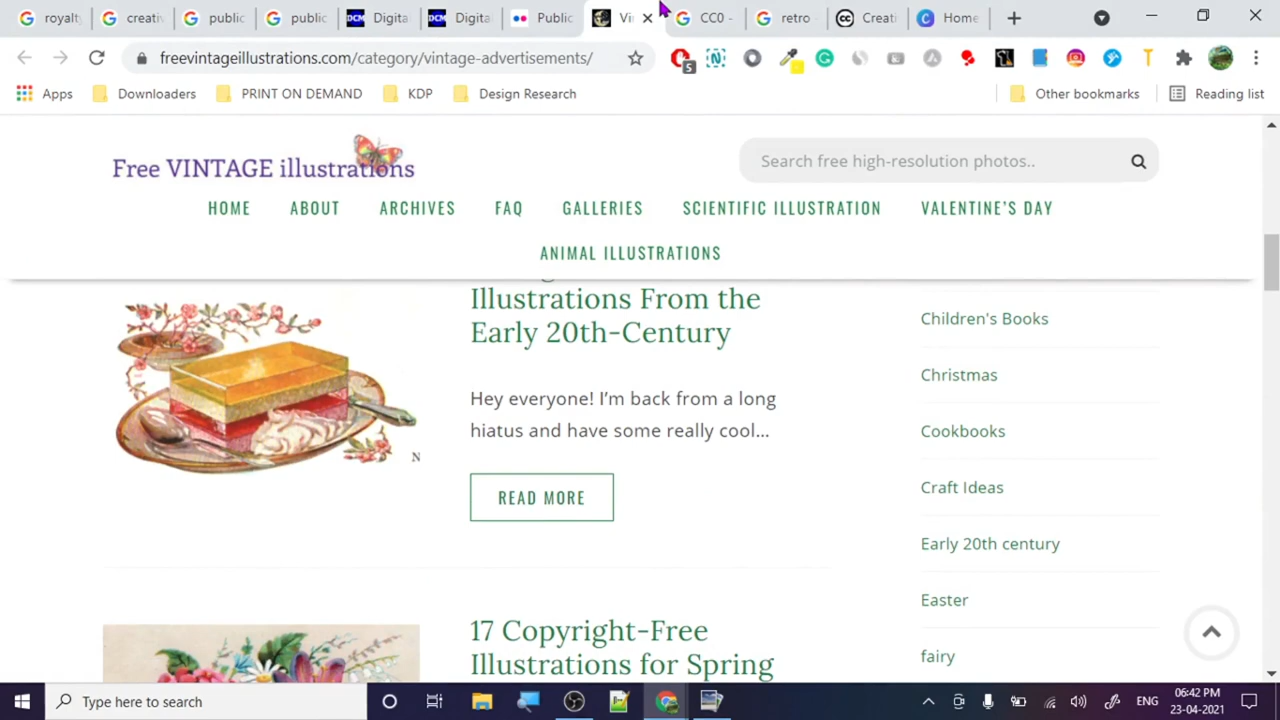 royalt
creativ
public
public
DCM Digita
DCM Digita
Public
Vi
CC0 -
retro
Creati
Home
freevintageillustrations.com/category/vintage-advertisements/
5
Apps
Downloaders
PRINT ON DEMAND
KDP
Design Research
Other bookmarks
Reading list
Free VINTAGE illustrations
Search free high-resolution photos..
HOME ABOUT ARCHIVES FAQ GALLERIES SCIENTIFIC ILLUSTRATION VALENTINE'S DAY
ANIMAL ILLUSTRATIONS
Illustrations From the
Early 20th-Century
Hey everyone! I'm back from a long
hiatus and have some really cool...
READ MORE
N
17 Copyright-Free
Illustrations for Spring
Children's Books
Christmas
Cookbooks
Craft Ideas
Early 20th century
Easter
fairy
Type here to search
ENG
06:42 PM
23-04-2021